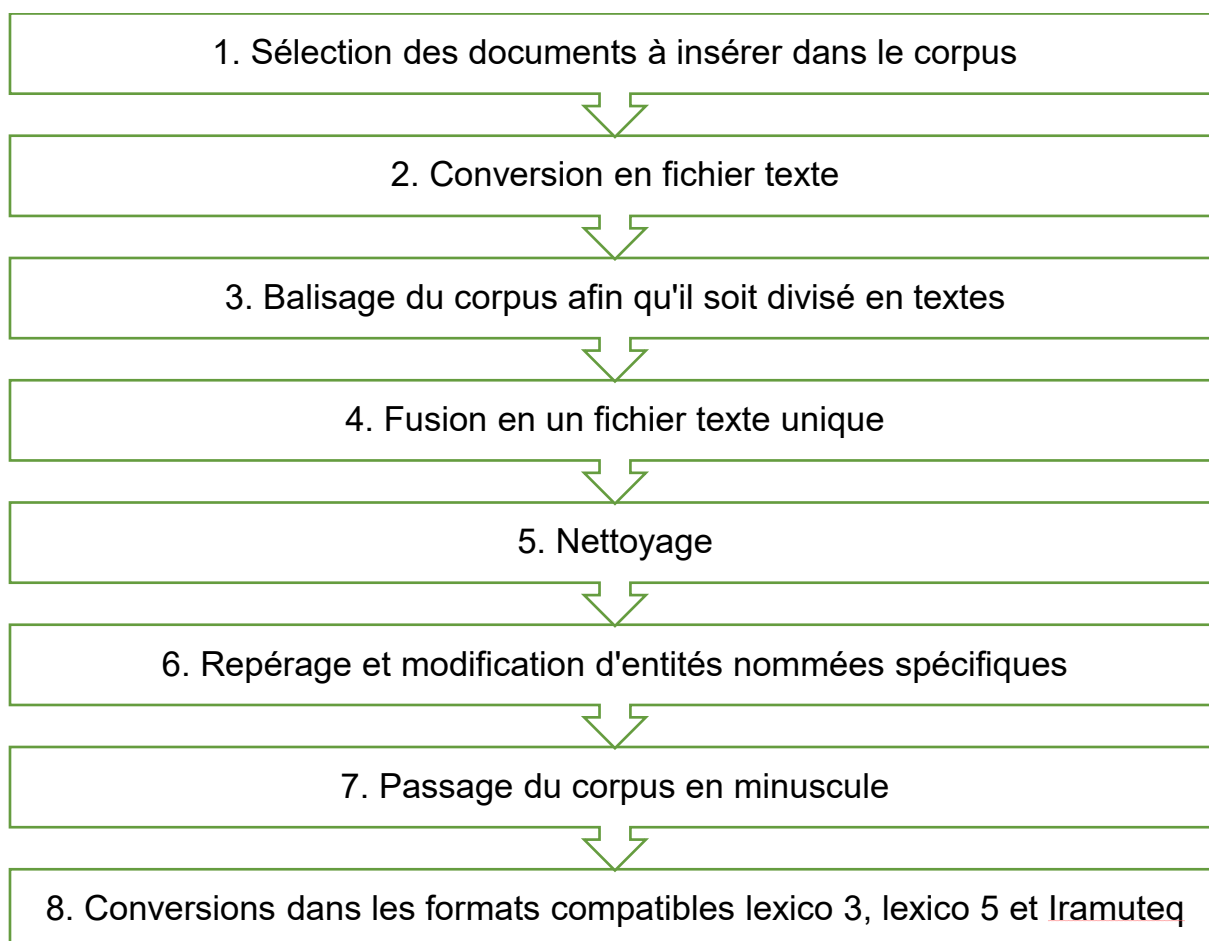 1. Sélection des documents à insérer dans le corpus
2. Conversion en fichier texte
3. Balisage du corpus afin qu'il soit divisé en textes
4. Fusion en un fichier texte unique
5. Nettoyage
6. Repérage et modification d'entités nommées spécifiques
7. Passage du corpus en minuscule
8. Conversions dans les formats compatibles lexico 3, lexico 5 et Iramuteq